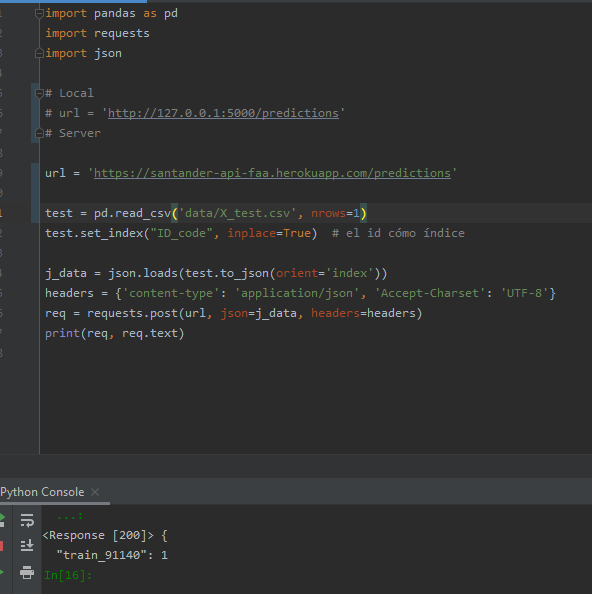 import pandas as pd
import requests
import json
# Local
# url = 'http://127.0.0.1:5000/predictions'
# Server
url = 'https://santander-api-faa.herokuapp.com/predictions'
test = pd.read_csv('data/X_test.csv', nrows=1)
test.set_index("ID_code", inplace=True)  # el id cómo índice
j_data = json.loads(test.to_json(orient='index'))
headers = {'content-type': 'application/json', 'Accept-Charset': 'UTF-8'}
req = requests.post(url, json=j_data, headers=headers)
print(req, req.text)
Python Console
...:
<Response [200]> {
"train_91140": 1
In[16]: